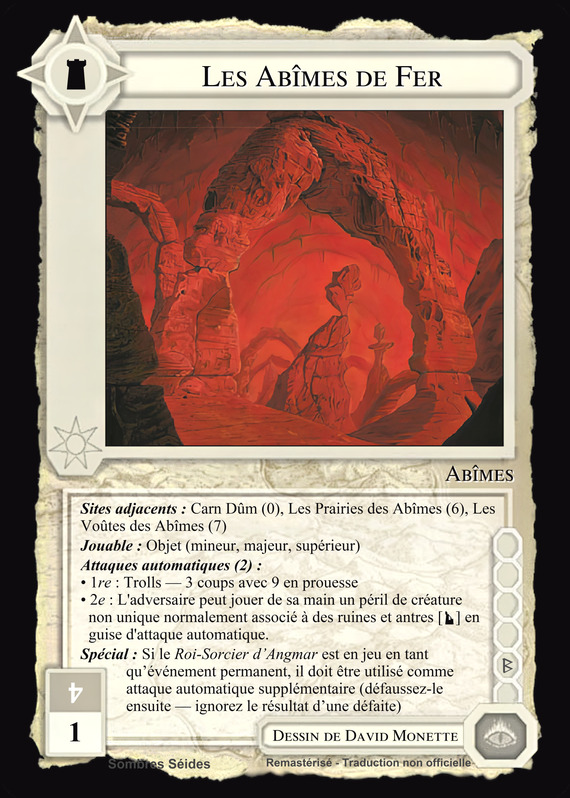 Les Abîmes de Fer
Abîmes
Sites adjacents : Carn Dûm (0), Les Prairies des Abîmes (6), Les
Voûtes des Abîmes (7)
Jouable : Objet (mineur, majeur, supérieur)
Attaques automatiques (2) :
• 1re : Trolls — 3 coups avec 9 en prouesse
• 2e : L'adversaire peut jouer de sa main un péril de créature
non unique normalement associé à des ruines et antres [ ] en
guise d'attaque automatique.
Spécial : Si le Roi-Sorcier d’Angmar est en jeu en tant
qu’événement permanent, il doit être utilisé comme
attaque automatique supplémentaire (défaussez-le
ensuite — ignorez le résultat d’une défaite)
4
1
Dessin de David Monette
Sombres Séides
Remastérisé - Traduction non officielle